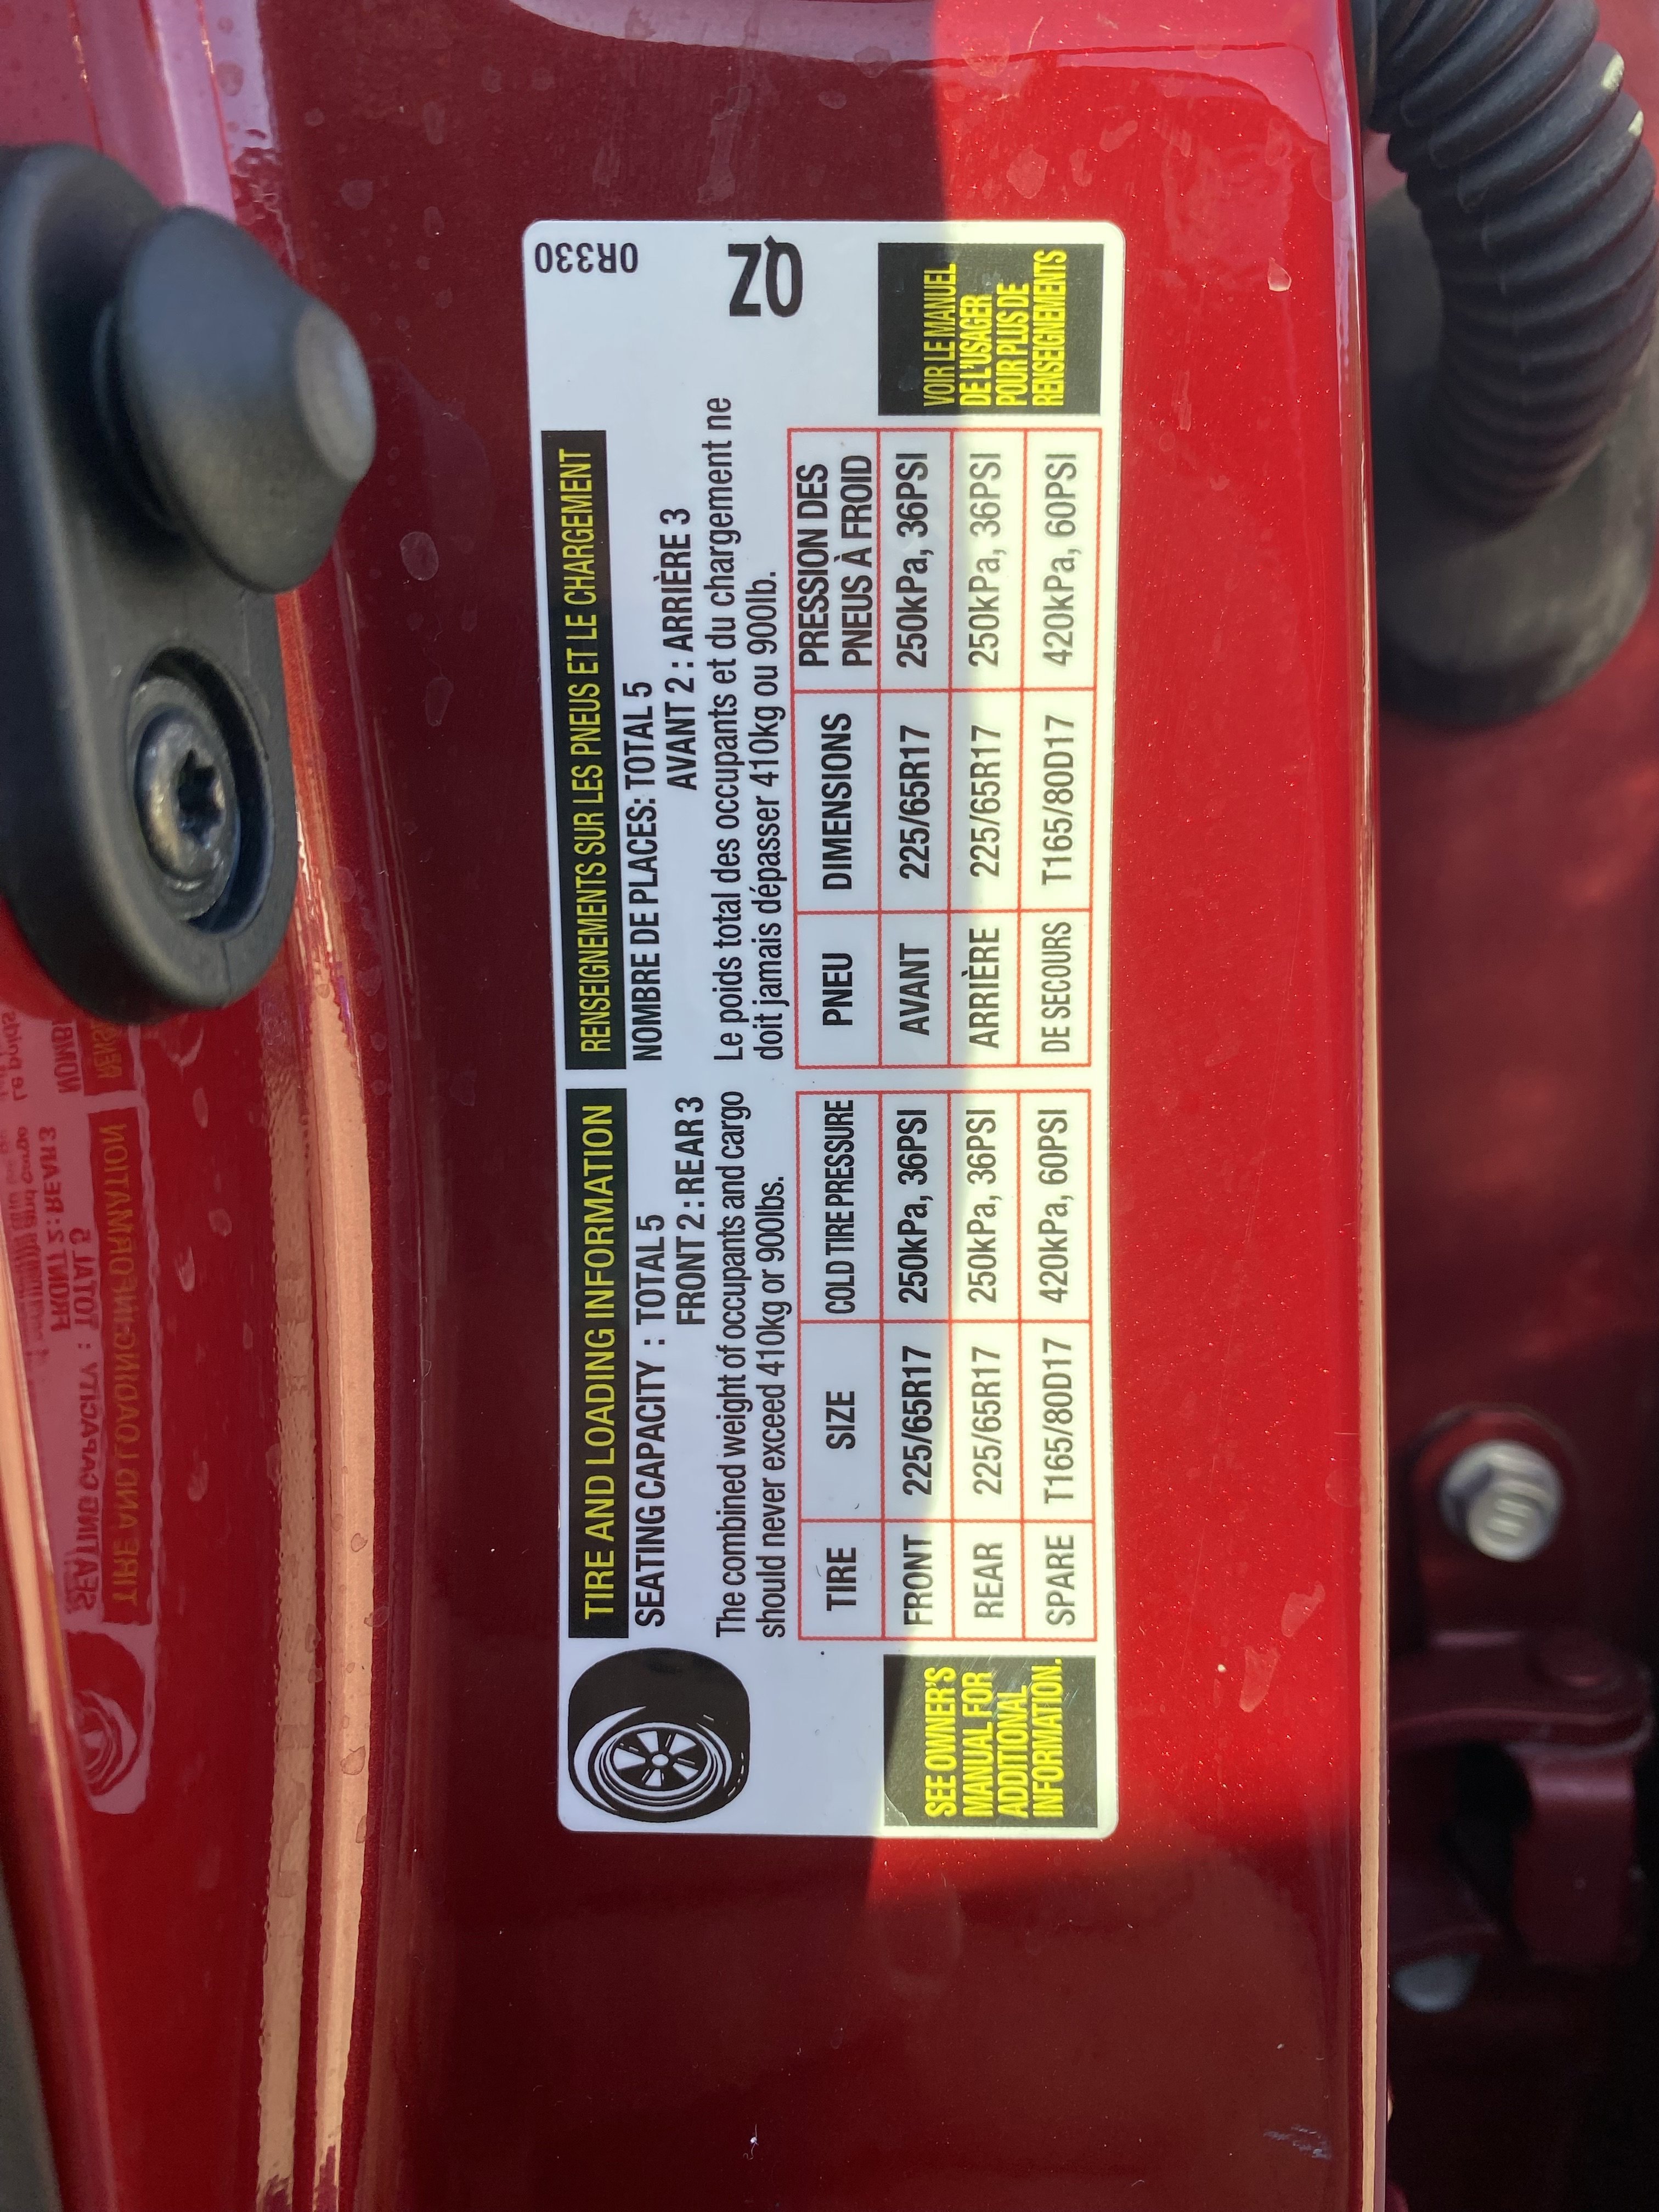 TIRE AND LOADING INFORMATION
SEATING CAPACITY : TOTAL 5
FRONT 2 : REAR 3
The combined weight of occupants and cargo
should never exceed 410kg or 900lbs.
TIRE SIZE COLD TIRE PRESSURE
FRONT 225/65R17 250kPa, 36PSI
REAR 225/65R17 250kPa, 36PSI
SPARE T165/80D17 420kPa, 60PSI
SEE OWNER'S
MANUAL FOR
ADDITIONAL
INFORMATION.
RENSEIGNEMENTS SUR LES PNEUS ET LE CHARGEMENT
NOMBRE DE PLACES: TOTAL 5
AVANT 2 : ARRIÈRE 3
Le poids total des occupants et du chargement ne
doit jamais dépasser 410kg ou 900lb.
PNEU DIMENSIONS PRESSION DES
PNEUS À FROID
AVANT 225/65R17 250kPa, 36PSI
ARRIÈRE 225/65R17 250kPa, 36PSI
DE SECOURS T165/80D17 420kPa, 60PSI
0R330
QZ
VOIR LE MANUEL
DE L'USAGER
POUR PLUS DE
RENSEIGNEMENTS